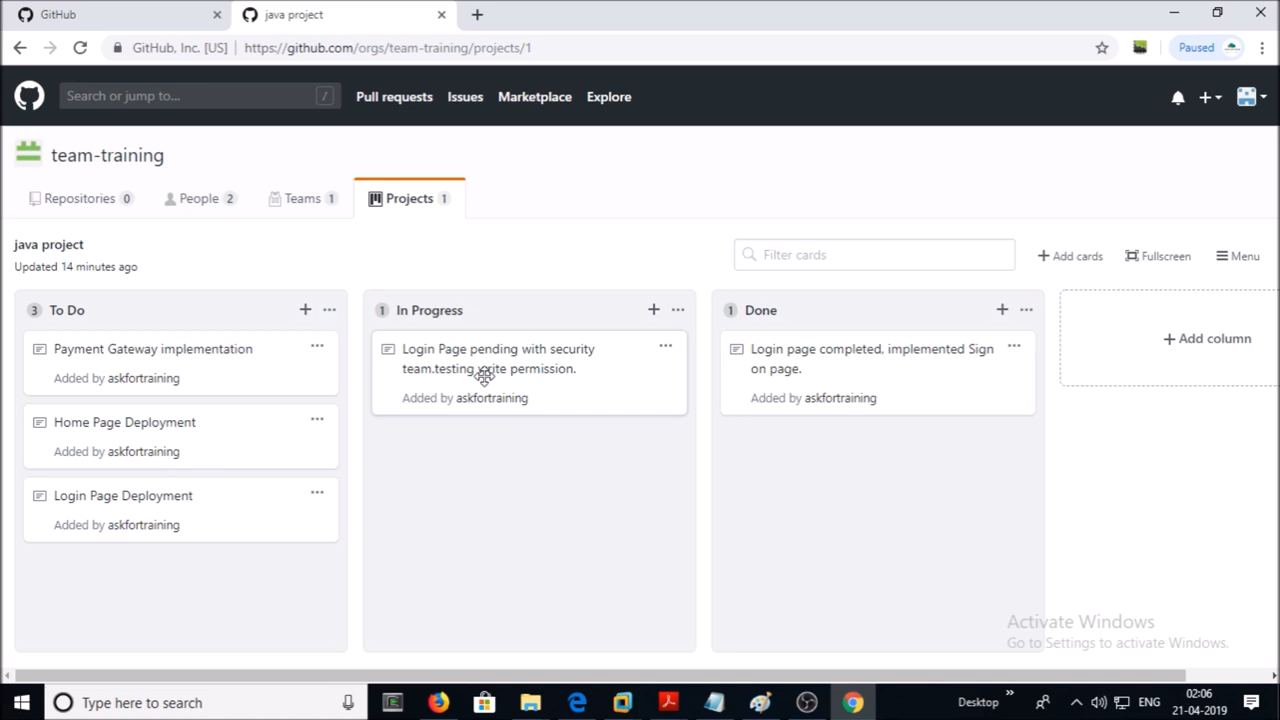 GitHub
java project
GitHub, Inc. [US] https://github.com/orgs/team-training/projects/1
Paused
Search or jump to... /
Pull requests Issues Marketplace Explore
team-training
Repositories 0 People 2 Teams 1 Projects 1
java project
Updated 14 minutes ago
Filter cards
Add cards Fullscreen Menu
3 To Do
Payment Gateway implementation
Added by askfortraining
Home Page Deployment
Added by askfortraining
Login Page Deployment
Added by askfortraining
1 In Progress
Login Page pending with security
team.testing write permission.
Added by askfortraining
1 Done
Login page completed, implemented Sign
on page.
Added by askfortraining
Add column
Activate Windows
Go to Settings to activate Windows.
Type here to search
Desktop
ENG
02:06
21-04-2019